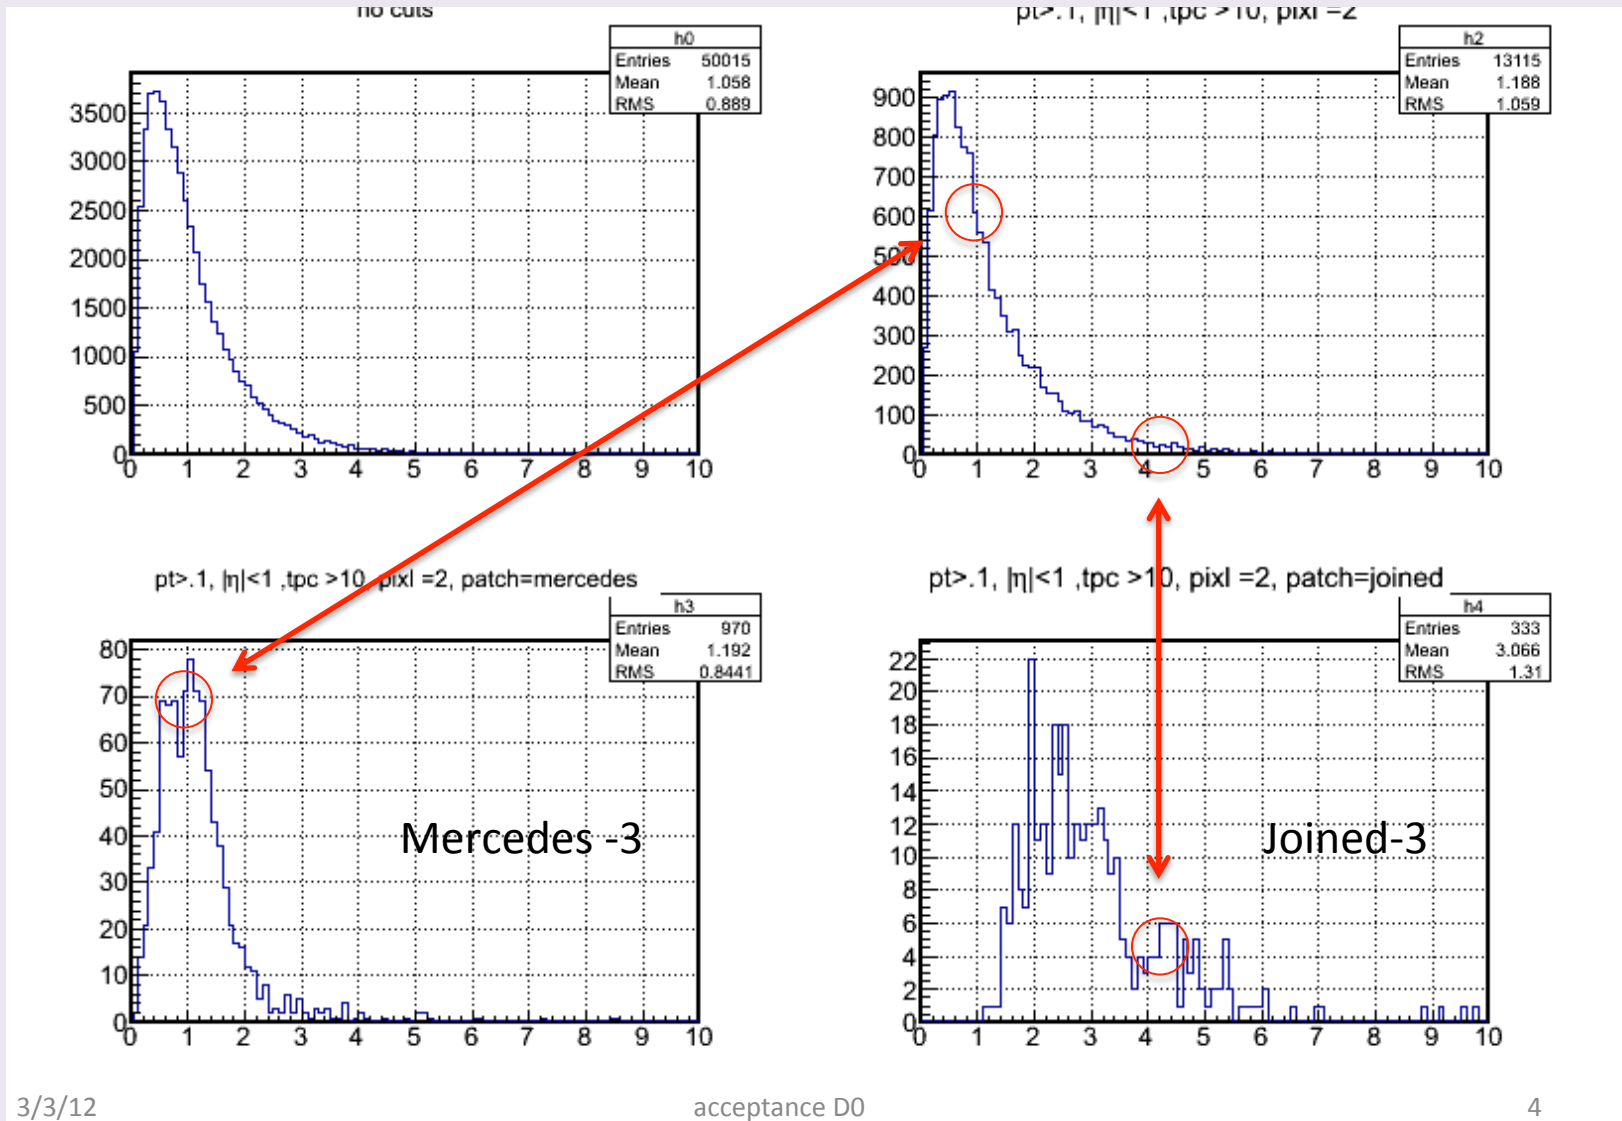 no cuts
h0
Entries 50015
Mean 1.058
RMS 0.889
3500
3000
2500
2000
1500
1000
500
0
0 1 2 3 4 5 6 7 8 9 10
pt>.1, |η|<1 ,tpc >10, pixl =2
h2
Entries 13115
Mean 1.188
RMS 1.059
900
800
700
600
500
400
300
200
100
0
0 1 2 3 4 5 6 7 8 9 10
pt>.1, |η|<1 ,tpc >10, pixl =2, patch=mercedes
h3
Entries 970
Mean 1.192
RMS 0.8441
80
70
60
50
40
30
20
10
0
Mercedes -3
0 1 2 3 4 5 6 7 8 9 10
pt>.1, |η|<1 ,tpc >10, pixl =2, patch=joined
h4
Entries 333
Mean 3.066
RMS 1.31
22
20
18
16
14
12
10
8
6
4
2
0
Joined-3
0 1 2 3 4 5 6 7 8 9 10
3/3/12
acceptance D0
4